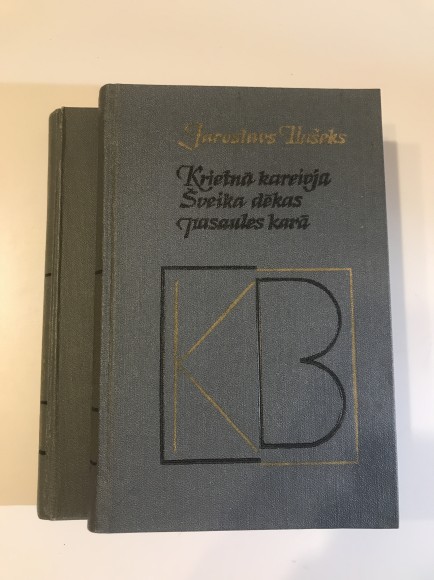 Jaroslavs Hašeks
Krietnā kareivja
Šveika dēkas
pasaules karā
KB